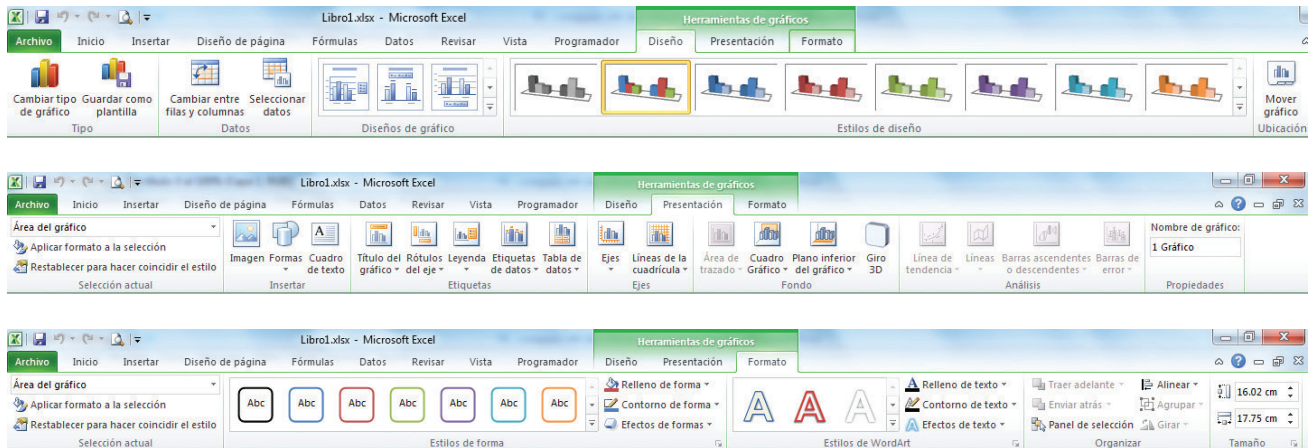 Libro1.xlsx - Microsoft Excel Herramientas de gráficos
Archivo Inicio Insertar Diseño de página Fórmulas Datos Revisar Vista Programador Diseño Presentación Formato
Cambiar tipo de gráfico Guardar como plantilla Cambiar entre filas y columnas Seleccionar datos Mover gráfico
Tipo Datos Diseños de gráfico Estilos de diseño Ubicación
Libro1.xlsx - Microsoft Excel Herramientas de gráficos
Archivo Inicio Insertar Diseño de página Fórmulas Datos Revisar Vista Programador Diseño Presentación Formato
Área del gráfico Nombre de gráfico:
Aplicar formato a la selección 1 Gráfico
Restablecer para hacer coincidir el estilo
Imagen Formas Cuadro de texto Título del gráfico Rótulos del eje Leyenda Etiquetas de datos Tabla de datos Ejes Líneas de la cuadrícula Área de trazado Cuadro Gráfico Plano inferior del gráfico Giro 3D Línea de tendencia Líneas Barras ascendentes o descendentes Barras de error
Selección actual Insertar Etiquetas Ejes Fondo Análisis Propiedades
Libro1.xlsx - Microsoft Excel Herramientas de gráficos
Archivo Inicio Insertar Diseño de página Fórmulas Datos Revisar Vista Programador Diseño Presentación Formato
Área del gráfico Relleno de forma Relleno de texto Traer adelante Alinear 16.02 cm
Aplicar formato a la selección Abc Abc Abc Abc Abc Abc Abc Contorno de forma A A A Contorno de texto Enviar atrás Agrupar
Restablecer para hacer coincidir el estilo Efectos de formas Efectos de texto Panel de selección Girar 17.75 cm
Selección actual Estilos de forma Estilos de WordArt Organizar Tamaño